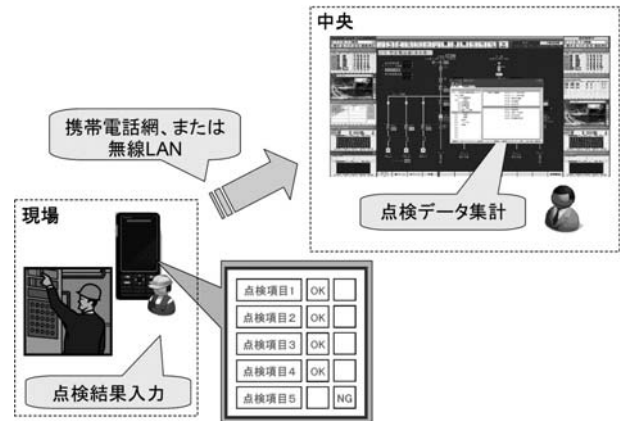 中央
携帯電話網、または
無線LAN
点検データ集計
現場
点検項目1 OK
点検項目2 OK
点検項目3 OK
点検項目4 OK
点検項目5 NG
点検結果入力